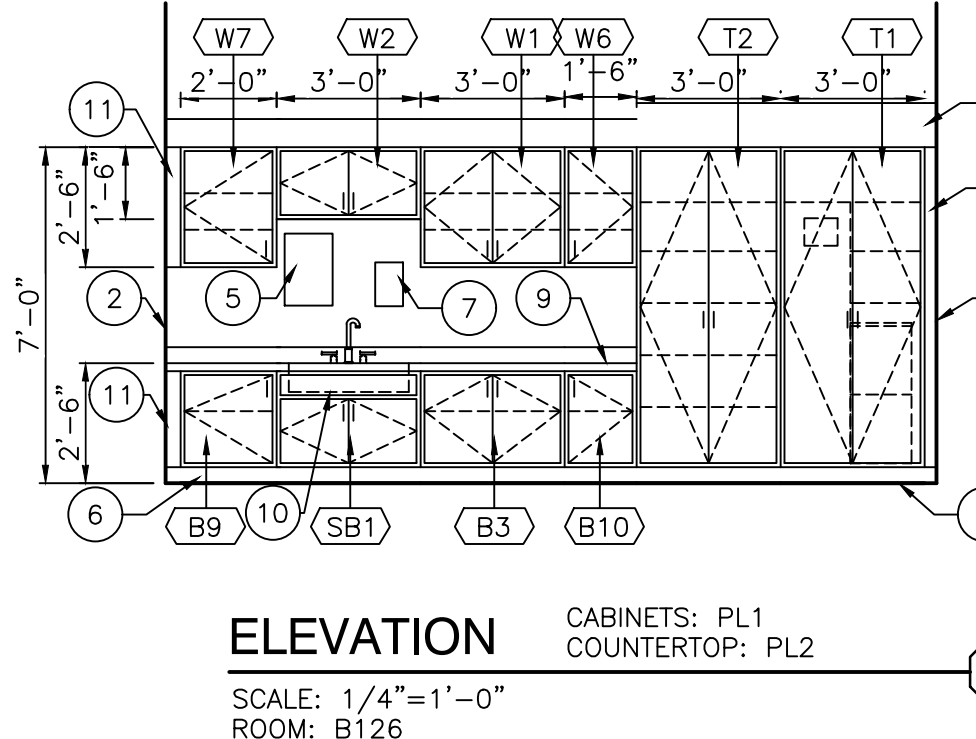 W7 W2 W1 W6 T2 T1
2'-0" 3'-0" 3'-0" 1'-6" 3'-0" 3'-0"
11
2'-6" 1'-6"
7'-0"
2 5 7 9
11
2'-6"
6 B9 10 SB1 B3 B10
ELEVATION
CABINETS: PL1
COUNTERTOP: PL2
SCALE: 1/4"=1'-0"
ROOM: B126